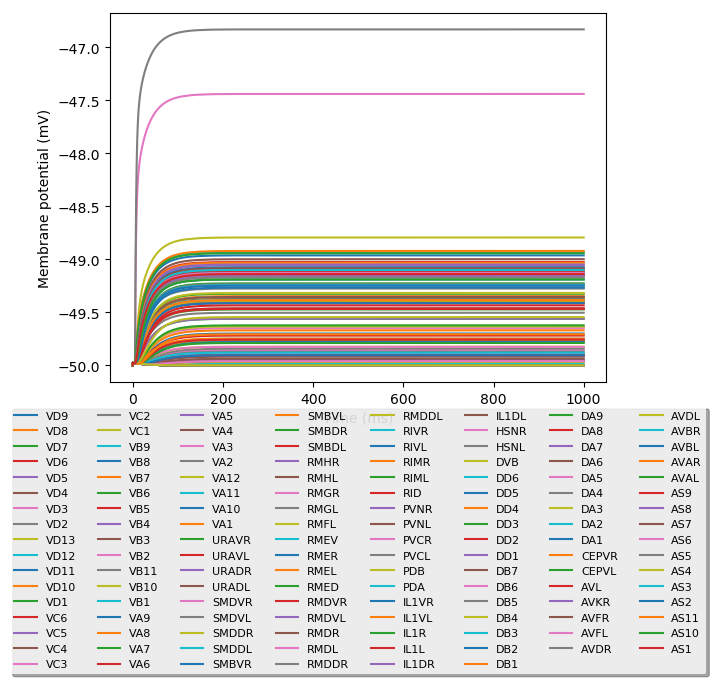 −47.0
−47.5
−48.0
−48.5
−49.0
−49.5
−50.0
Membrane potential (mV)
0
200
400
600
800
1000
Time (ms)
VD9
VD8
VD7
VD6
VD5
VD4
VD3
VD2
VD13
VD12
VD11
VD10
VD1
VC6
VC5
VC4
VC3
VC2
VC1
VB9
VB8
VB7
VB6
VB5
VB4
VB3
VB2
VB11
VB10
VB1
VA9
VA8
VA7
VA6
VA5
VA4
VA3
VA2
VA12
VA11
VA10
VA1
URAVR
URAVL
URADR
URADL
SMDVR
SMDVL
SMDDR
SMDDL
SMBVR
SMBVL
SMBDR
SMBDL
RMHR
RMHL
RMGR
RMGL
RMFL
RMEV
RMER
RMEL
RMED
RMDVR
RMDVL
RMDR
RMDL
RMDDR
RMDDL
RIVR
RIVL
RIMR
RIML
RID
PVNR
PVNL
PVCR
PVCL
PDB
PDA
IL1VR
IL1VL
IL1R
IL1L
IL1DR
IL1DL
HSNR
HSNL
DVB
DD6
DD5
DD4
DD3
DD2
DD1
DB7
DB6
DB5
DB4
DB3
DB2
DB1
DA9
DA8
DA7
DA6
DA5
DA4
DA3
DA2
DA1
CEPVR
CEPVL
AVL
AVKR
AVFR
AVFL
AVDR
AVDL
AVBR
AVBL
AVAR
AVAL
AS9
AS8
AS7
AS6
AS5
AS4
AS3
AS2
AS11
AS10
AS1